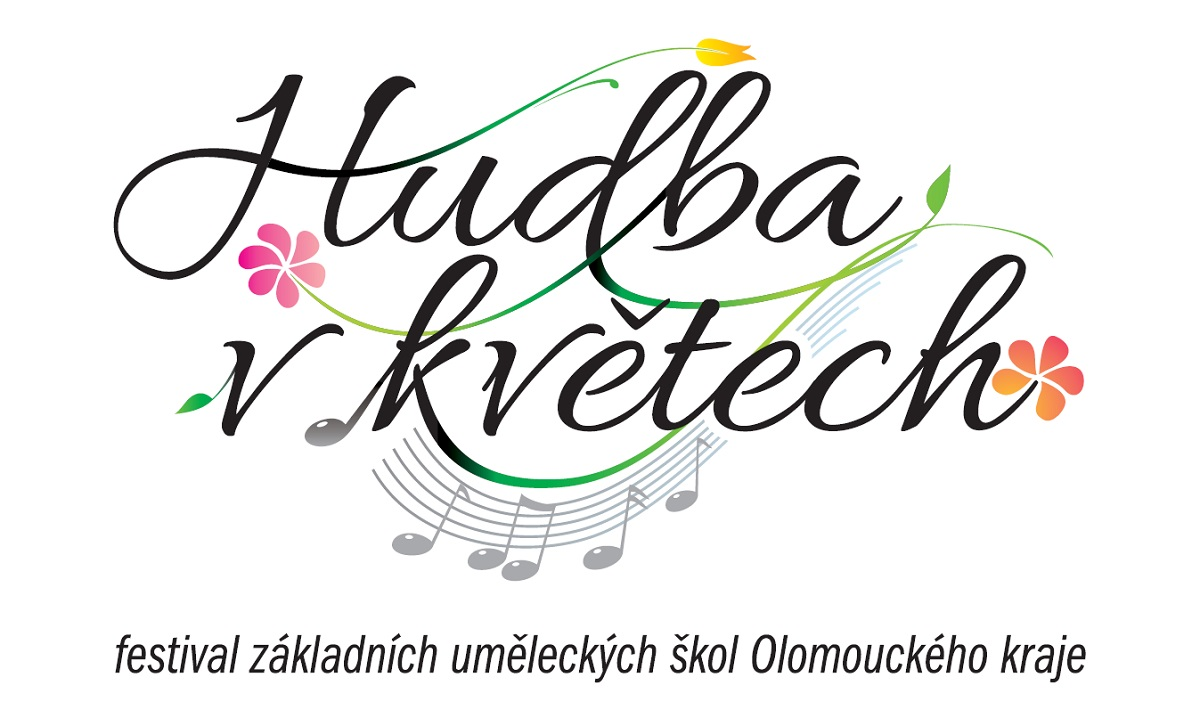 Hudba
v květech
festival základních uměleckých škol Olomouckého kraje